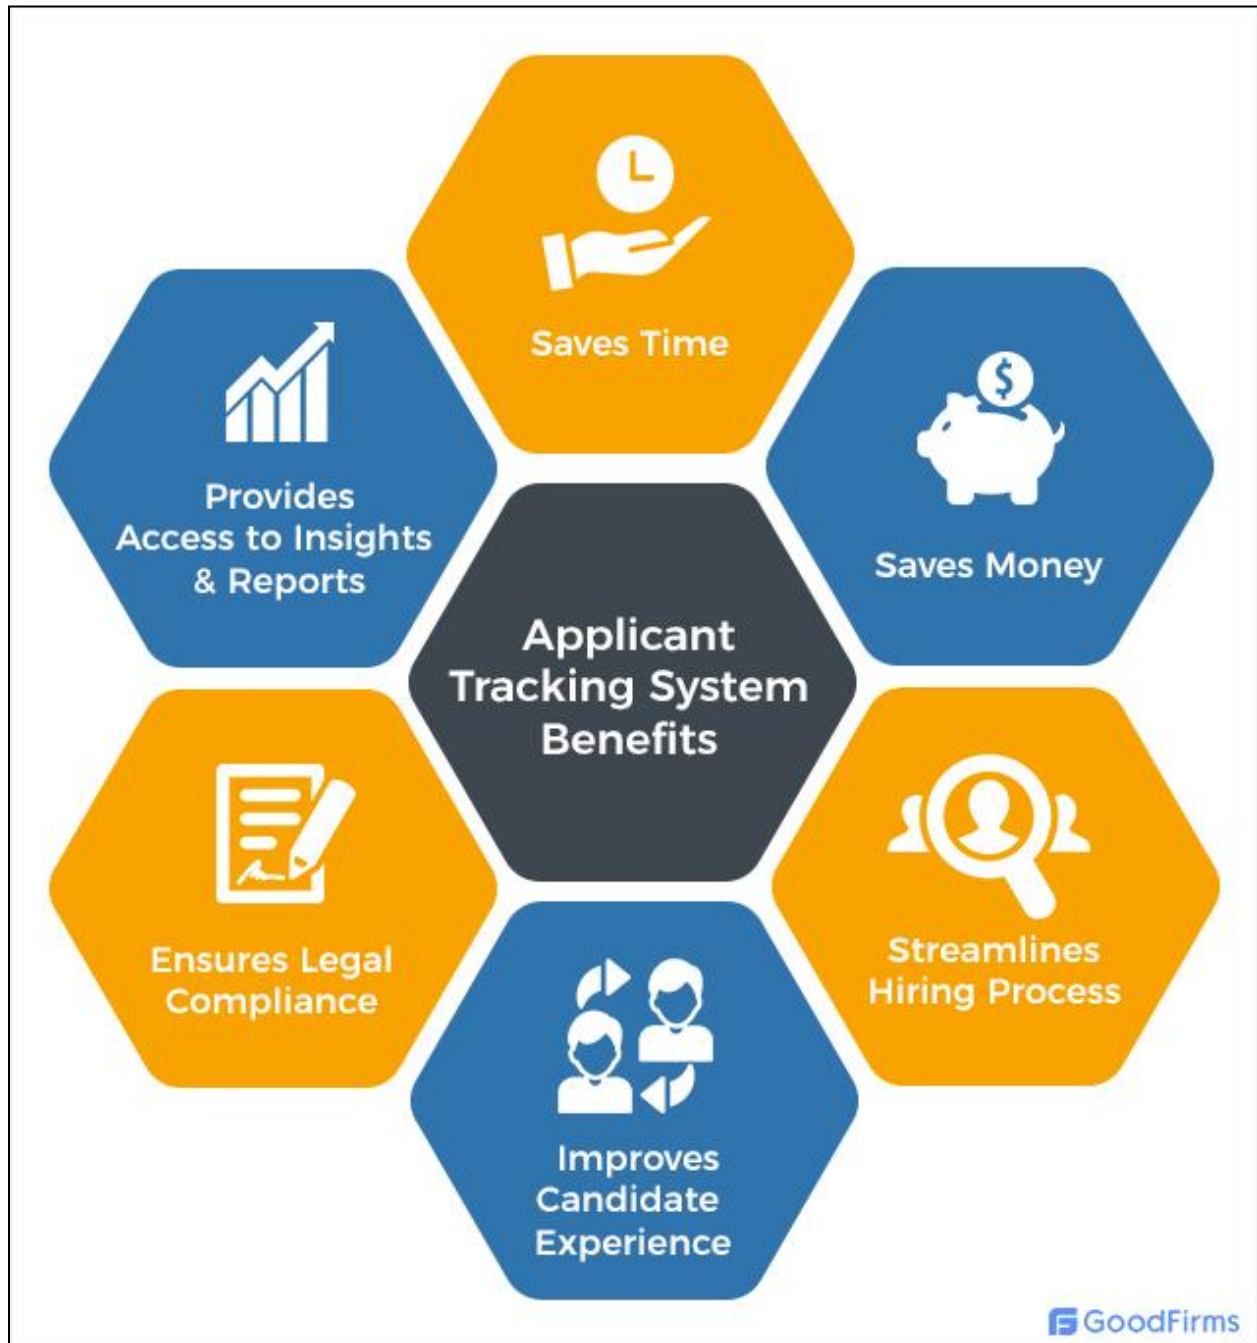 Saves Time
$
Saves Money
Provides
Access to Insights
& Reports
Applicant
Tracking System
Benefits
Streamlines
Hiring Process
Ensures Legal
Compliance
Improves
Candidate
Experience
GoodFirms